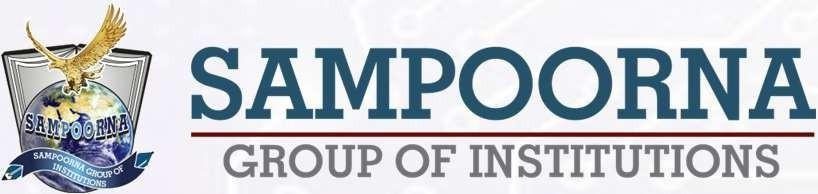 SAMPOORNA
SAMPOORNA GROUP OF
INSTITUTIONS
SAMPOORNA
GROUP OF INSTITUTIONS